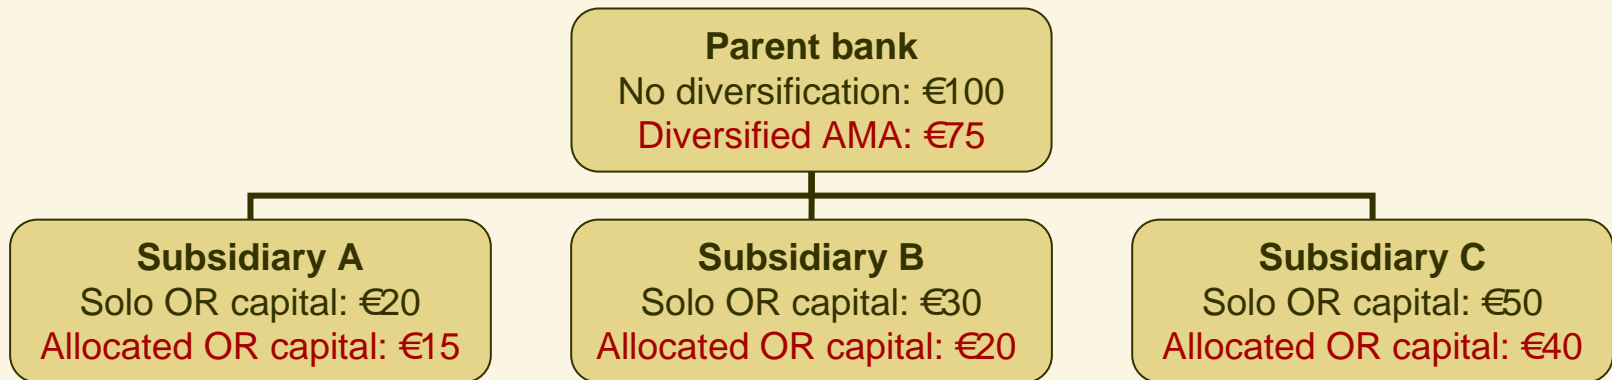 Parent bank
No diversification: €100
Diversified AMA: €75
Subsidiary A
Solo OR capital: €20
Allocated OR capital: €15
Subsidiary B
Solo OR capital: €30
Allocated OR capital: €20
Subsidiary C
Solo OR capital: €50
Allocated OR capital: €40